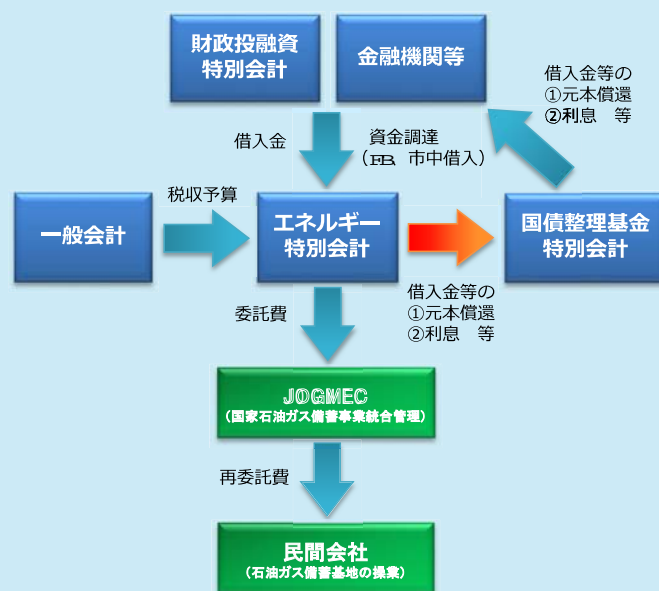 財政投融資
特別会計
金融機関等
借入金等の
①元本償還
②利息　等
借入金
資金調達
（FB、市中借入）
税収予算
一般会計
エネルギー
特別会計
国債整理基金
特別会計
借入金等の
①元本償還
②利息　等
委託費
JOGMEC
（国家石油ガス備蓄事業統合管理）
再委託費
民間会社
（石油ガス備蓄基地の操業）